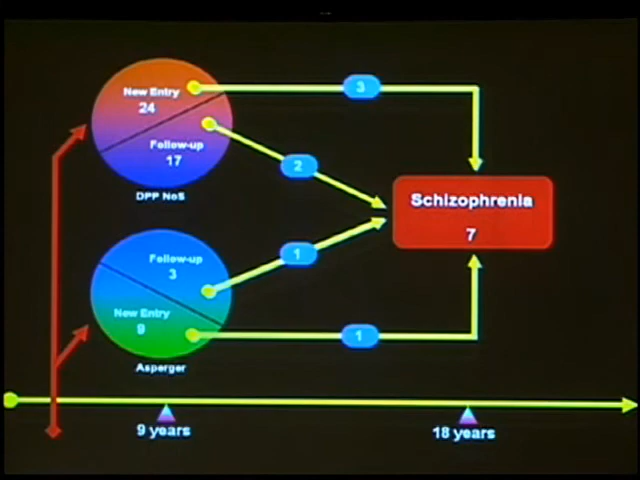 New Entry
24
Follow-up
17
DPP NoS
3
2
Schizophrenia
7
Follow-up
3
New Entry
9
Asperger
1
1
9 years
18 years